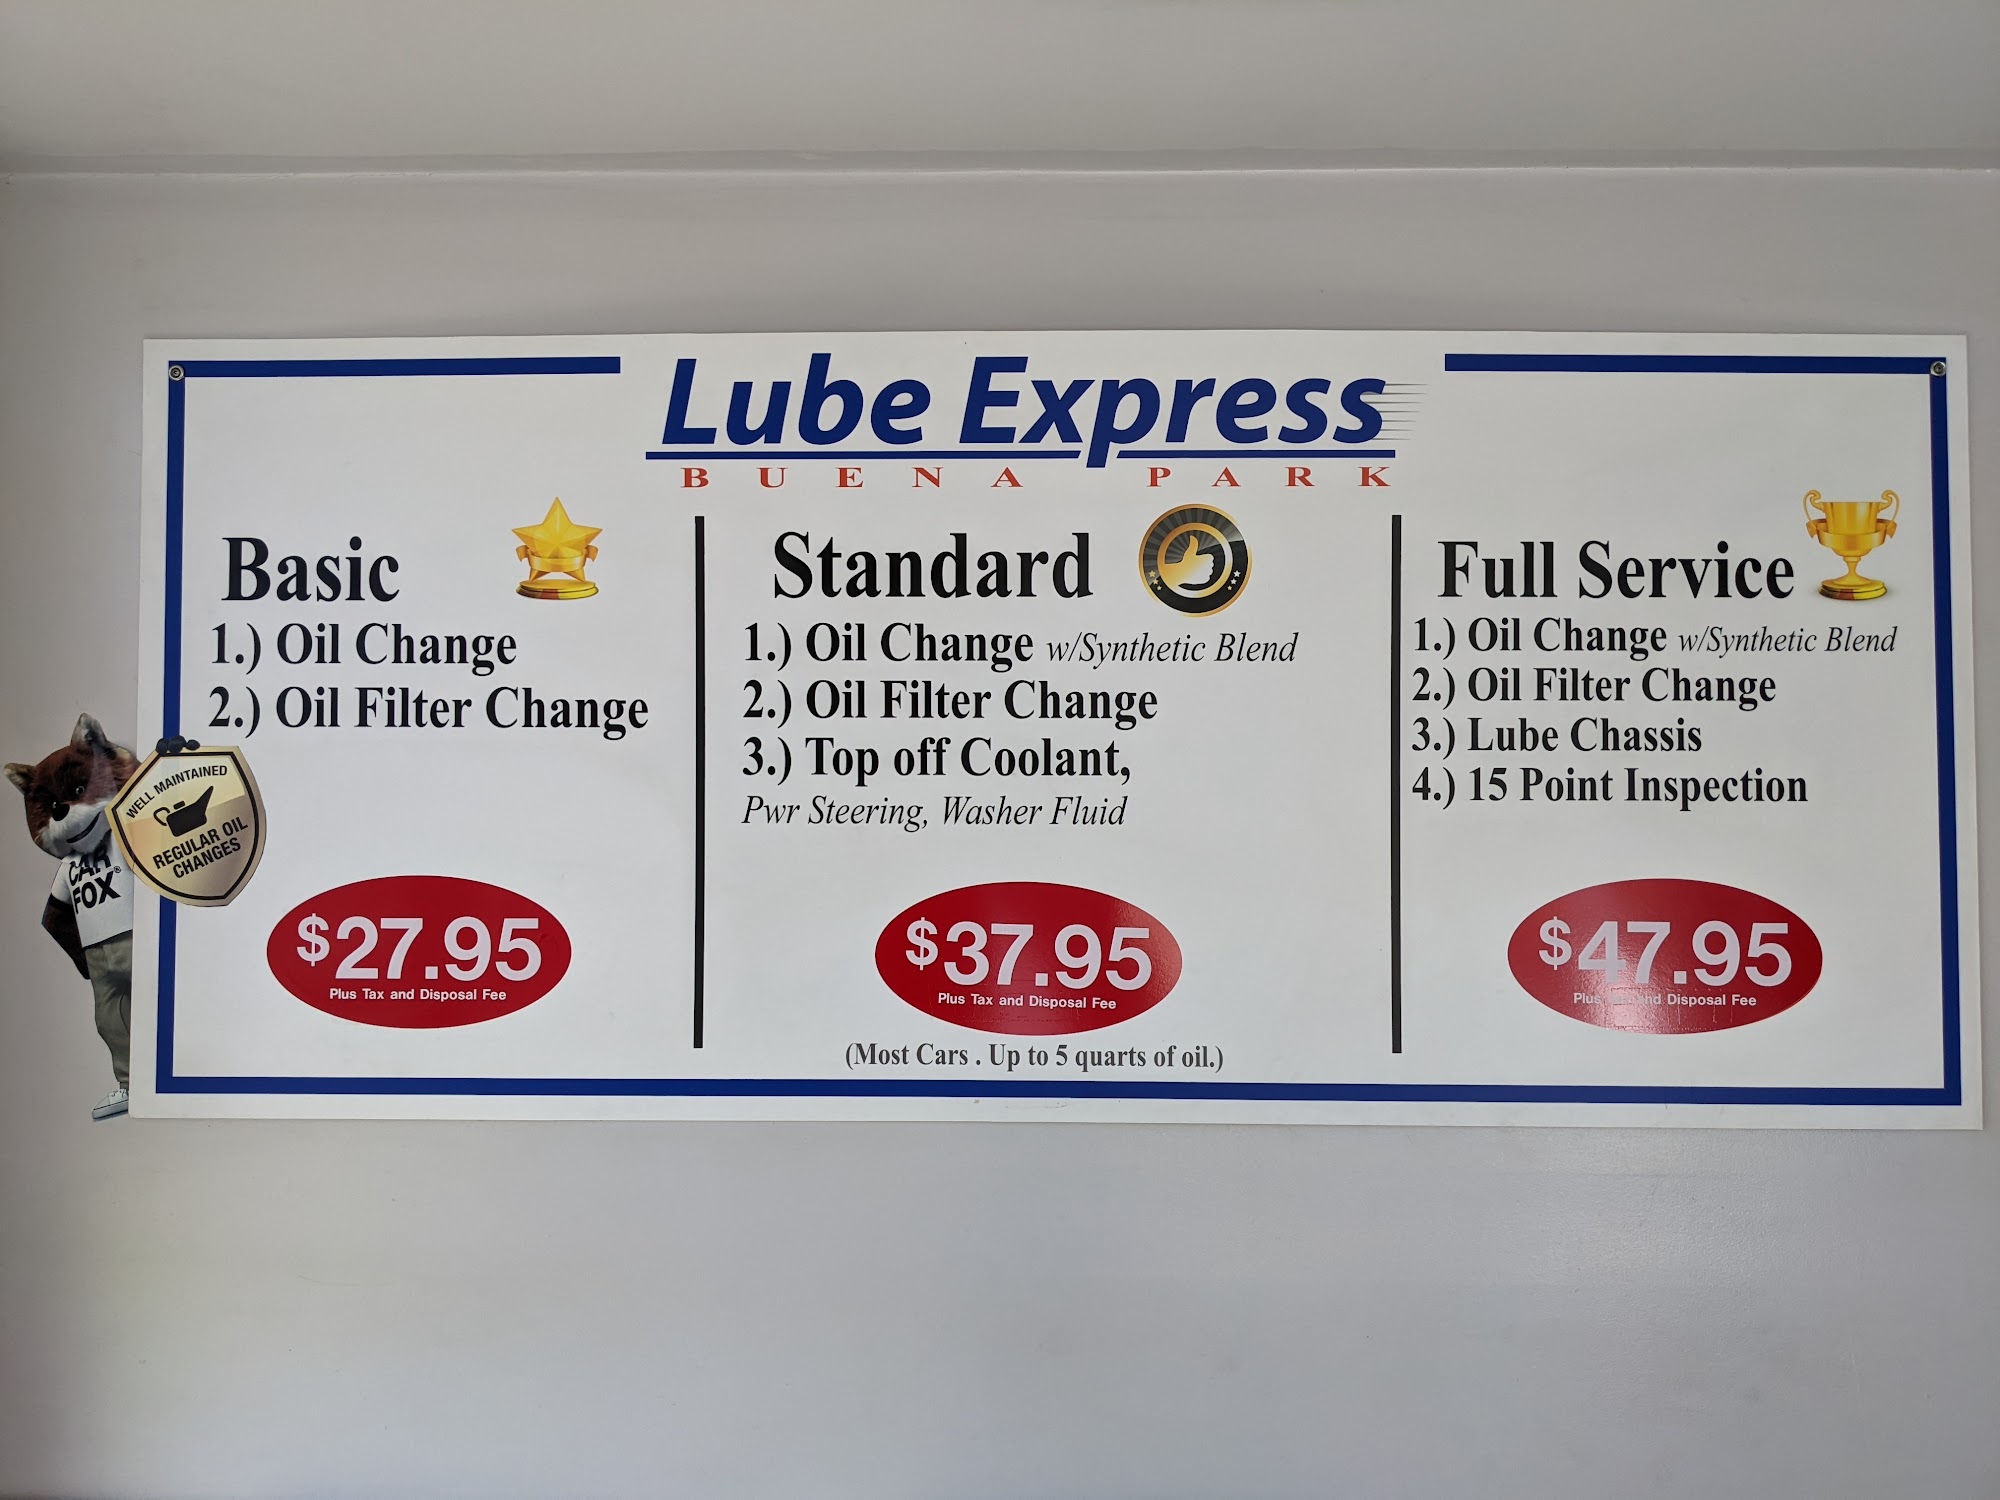 Lube Express
BUENA PARK
Basic
1.) Oil Change
2.) Oil Filter Change
$27.95
Plus Tax and Disposal Fee
Standard
1.) Oil Change w/Synthetic Blend
2.) Oil Filter Change
3.) Top off Coolant,
Pwr Steering, Washer Fluid
$37.95
Plus Tax and Disposal Fee
(Most Cars . Up to 5 quarts of oil.)
Full Service
1.) Oil Change w/Synthetic Blend
2.) Oil Filter Change
3.) Lube Chassis
4.) 15 Point Inspection
$47.95
Plus Tax and Disposal Fee
WELL MAINTAINED
REGULAR OIL
CHANGES
CAR
FOX®